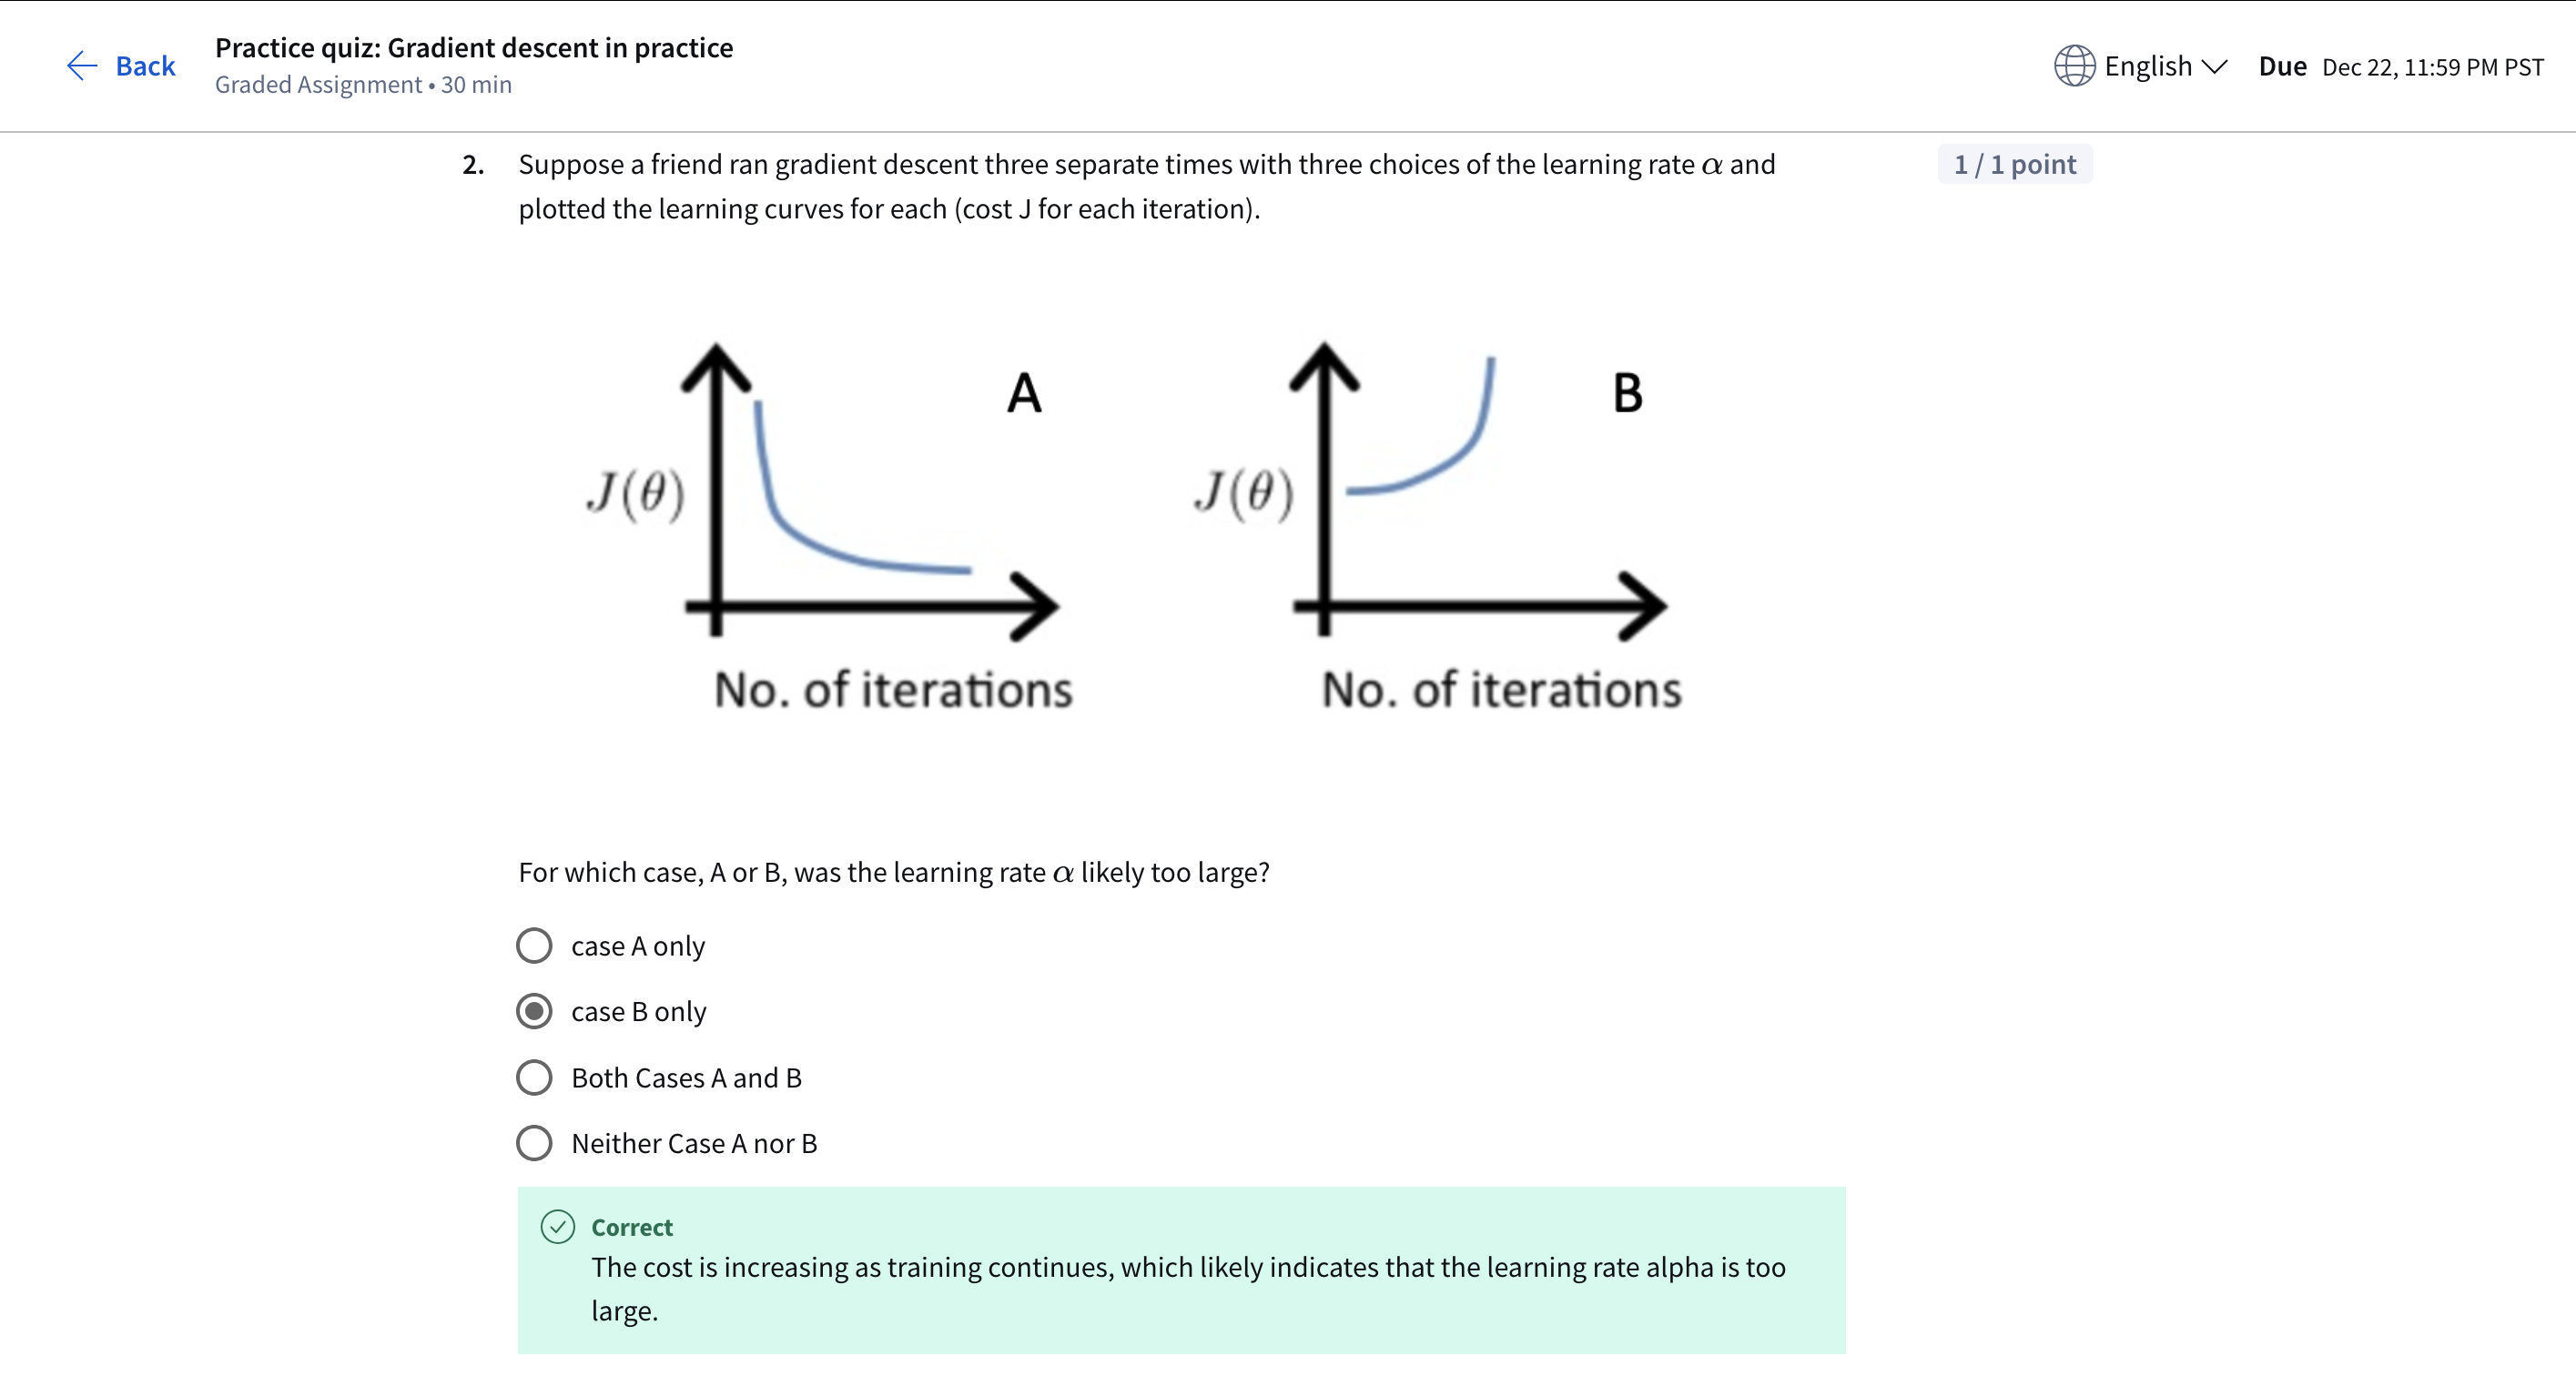 Back
Practice quiz: Gradient descent in practice
Graded Assignment • 30 min
English
Due Dec 22, 11:59 PM PST
2. Suppose a friend ran gradient descent three separate times with three choices of the learning rate α and
plotted the learning curves for each (cost J for each iteration).
1 / 1 point
A
J(θ)
No. of iterations
B
J(θ)
No. of iterations
For which case, A or B, was the learning rate α likely too large?
case A only
case B only
Both Cases A and B
Neither Case A nor B
Correct
The cost is increasing as training continues, which likely indicates that the learning rate alpha is too
large.